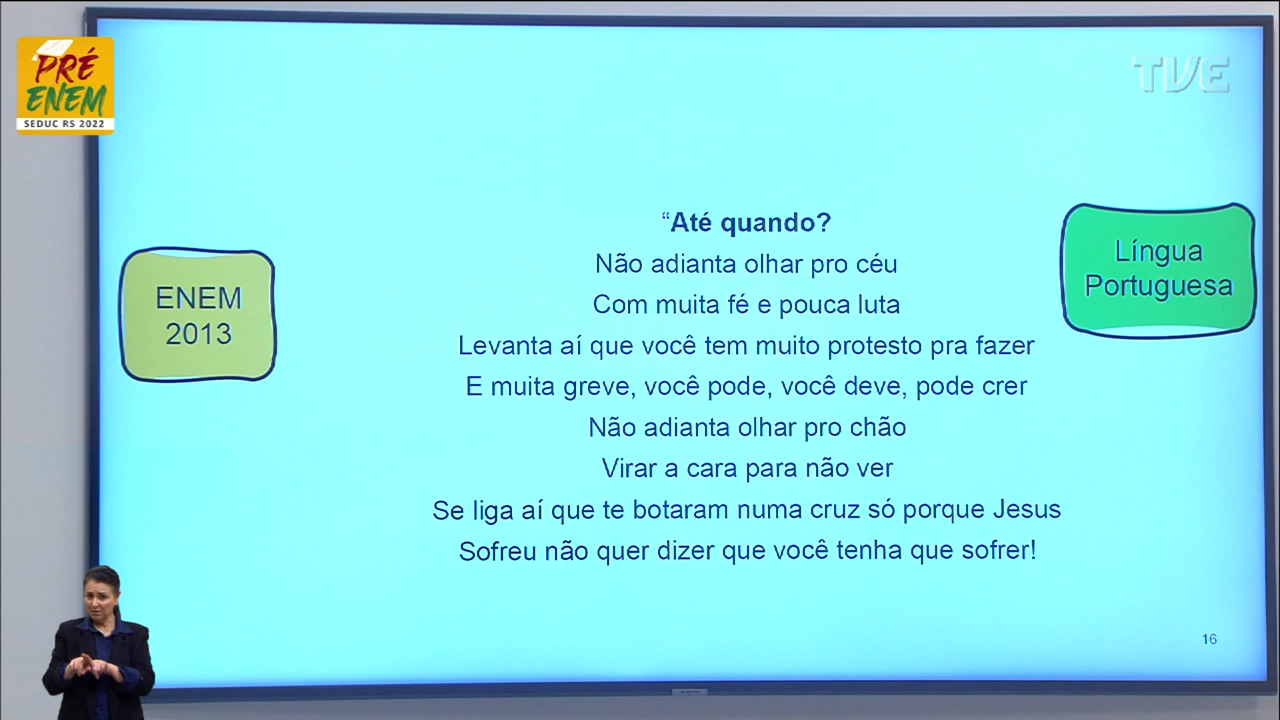 PRÉ
ENEM
SEDUC RS 2022
TVE
ENEM
2013
Língua
Portuguesa
“Até quando?
Não adianta olhar pro céu
Com muita fé e pouca luta
Levanta aí que você tem muito protesto pra fazer
E muita greve, você pode, você deve, pode crer
Não adianta olhar pro chão
Virar a cara para não ver
Se liga aí que te botaram numa cruz só porque Jesus
Sofreu não quer dizer que você tenha que sofrer!
16